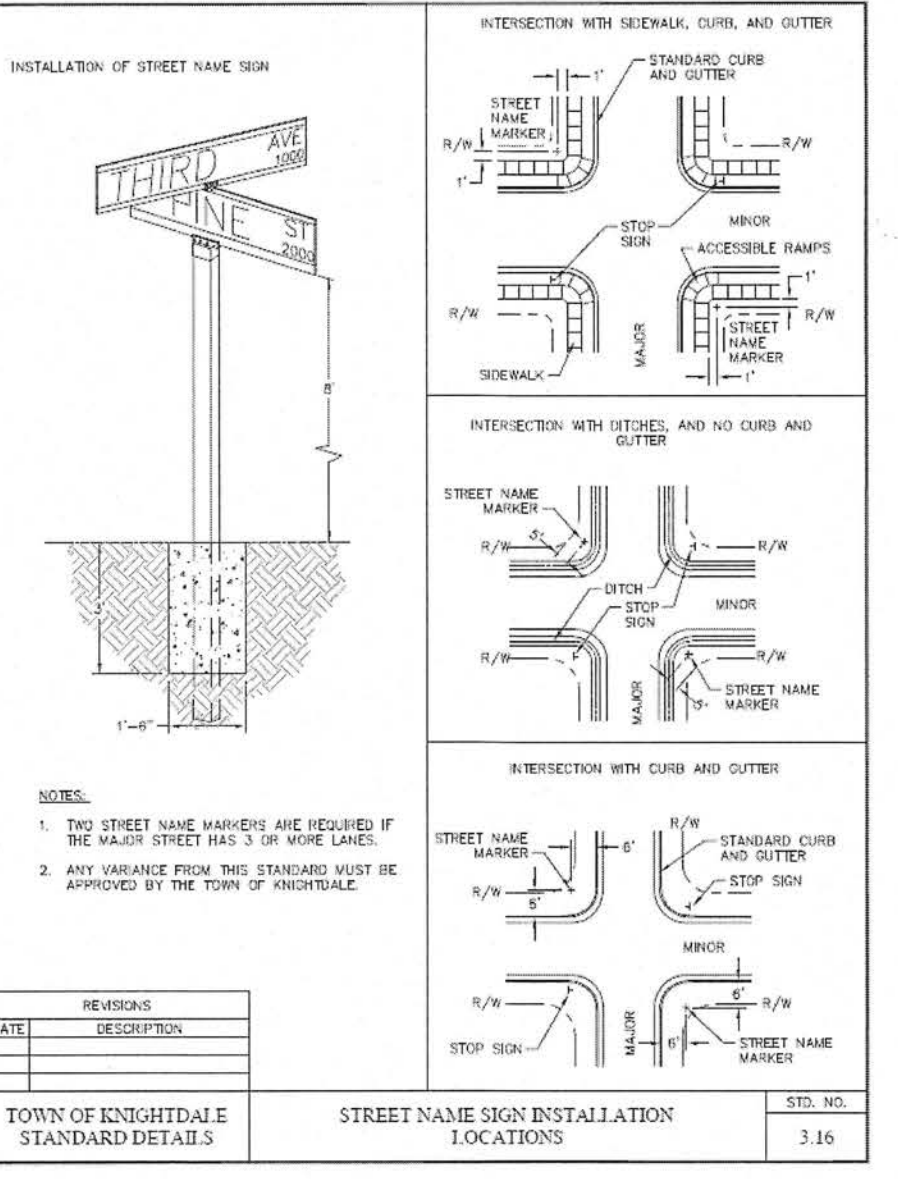 INSTALLATION OF STREET NAME SIGN
THIRD AVE
1000
PINE ST
2000
8'
3'
1'-6"
NOTES:
1. TWO STREET NAME MARKERS ARE REQUIRED IF
THE MAJOR STREET HAS 3 OR MORE LANES.
2. ANY VARIANCE FROM THIS STANDARD MUST BE
APPROVED BY THE TOWN OF KNIGHTDALE.
INTERSECTION WITH SIDEWALK, CURB, AND GUTTER
STANDARD CURB
AND GUTTER
1'
STREET
NAME
MARKER
R/W
R/W
1'
STOP
SIGN
MINOR
ACCESSIBLE RAMPS
1'
R/W
R/W
STREET
NAME
MARKER
MAJOR
SIDEWALK
1'
INTERSECTION WITH DITCHES, AND NO CURB AND
GUTTER
STREET NAME
MARKER
5'
R/W
R/W
DITCH
STOP
SIGN
MINOR
R/W
R/W
MAJOR
5'
STREET NAME
MARKER
INTERSECTION WITH CURB AND GUTTER
R/W
STREET NAME
MARKER
6'
STANDARD CURB
AND GUTTER
R/W
6'
STOP SIGN
MINOR
R/W
6'
R/W
STOP SIGN
MAJOR
6'
STREET NAME
MARKER
REVISIONS
ATE DESCRIPTION
TOWN OF KNIGHTDALE
STANDARD DETAILS
STREET NAME SIGN INSTALLATION
LOCATIONS
STD. NO.
3.16